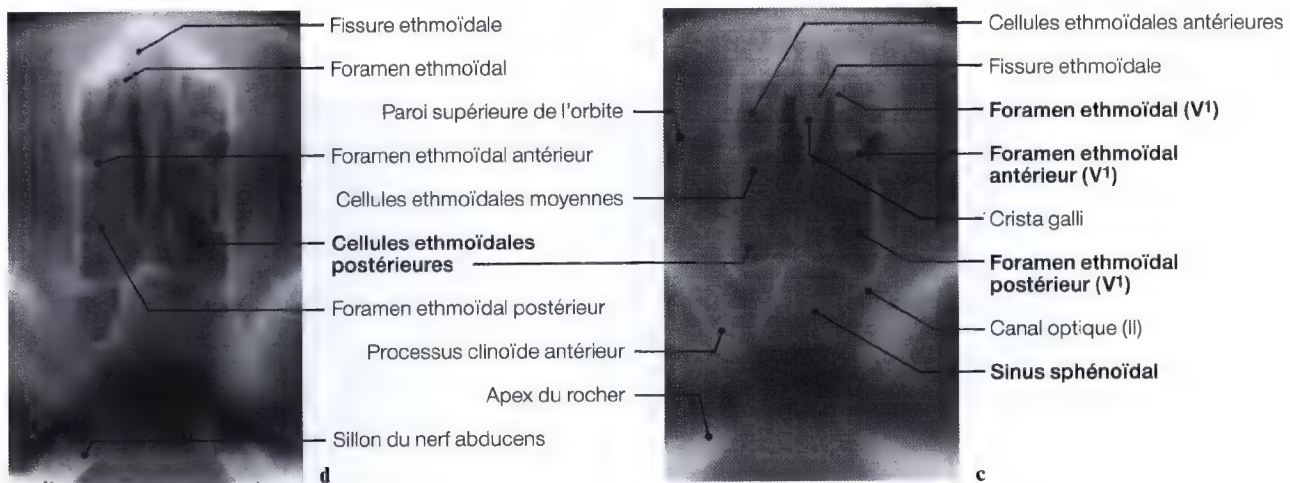 Fissure ethmoïdale
Foramen ethmoïdal
Paroi supérieure de l'orbite
Foramen ethmoïdal antérieur
Cellules ethmoïdales moyennes
Cellules ethmoïdales
postérieures
Foramen ethmoïdal postérieur
Processus clinoïde antérieur
Apex du rocher
Sillon du nerf abducens
d
Cellules ethmoïdales antérieures
Fissure ethmoïdale
Foramen ethmoïdal (V¹)
Foramen ethmoïdal
antérieur (V¹)
Crista galli
Foramen ethmoïdal
postérieur (V¹)
Canal optique (II)
Sinus sphénoïdal
c